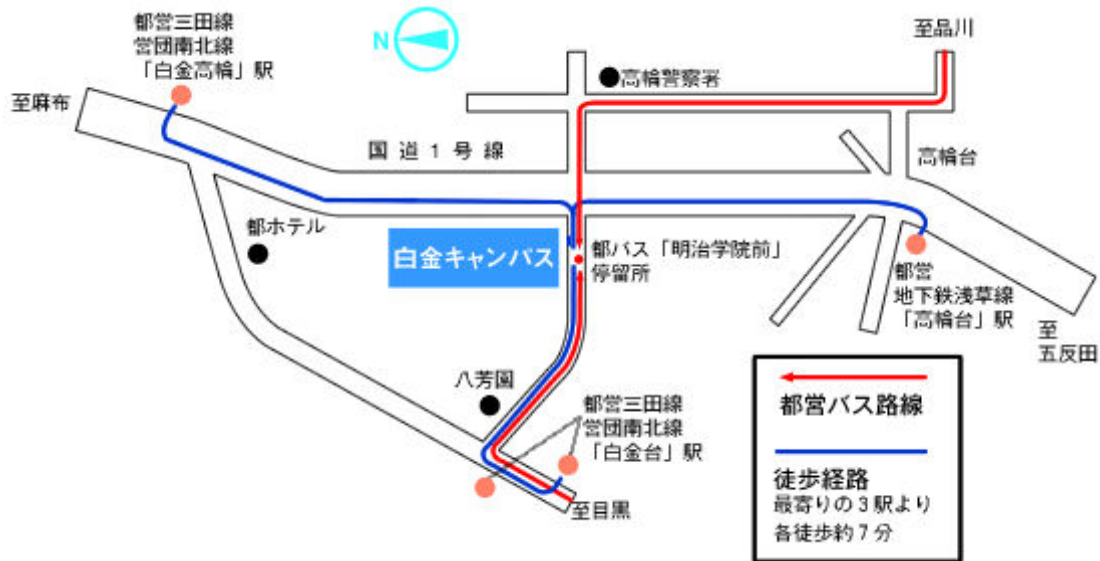 都営三田線
営団南北線
「白金高輪」駅
N
至品川
高輪警察署
至麻布
国道1号線
高輪台
都ホテル
白金キャンパス
都バス「明治学院前」
停留所
都営
地下鉄浅草線
「高輪台」駅
至
五反田
八芳園
都営三田線
営団南北線
「白金台」駅
至目黒
都営バス路線
徒歩経路
最寄りの3駅より
各徒歩約7分